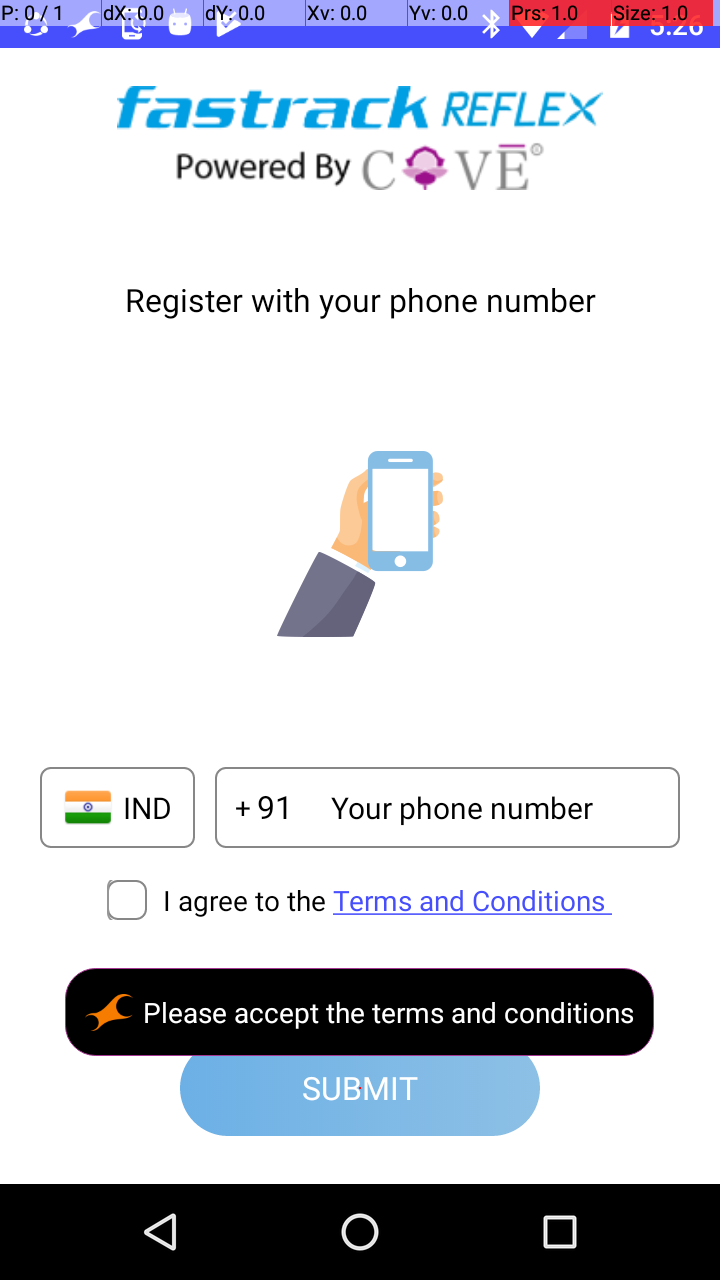 P: 0 / 1 dX: 0.0 dY: 0.0 Xv: 0.0 Yv: 0.0 Prs: 1.0 Size: 1.0
5:26
fastrack REFLEX
Powered By COVE®
Register with your phone number
IND +91 Your phone number
I agree to the Terms and Conditions
Please accept the terms and conditions
SUBMIT